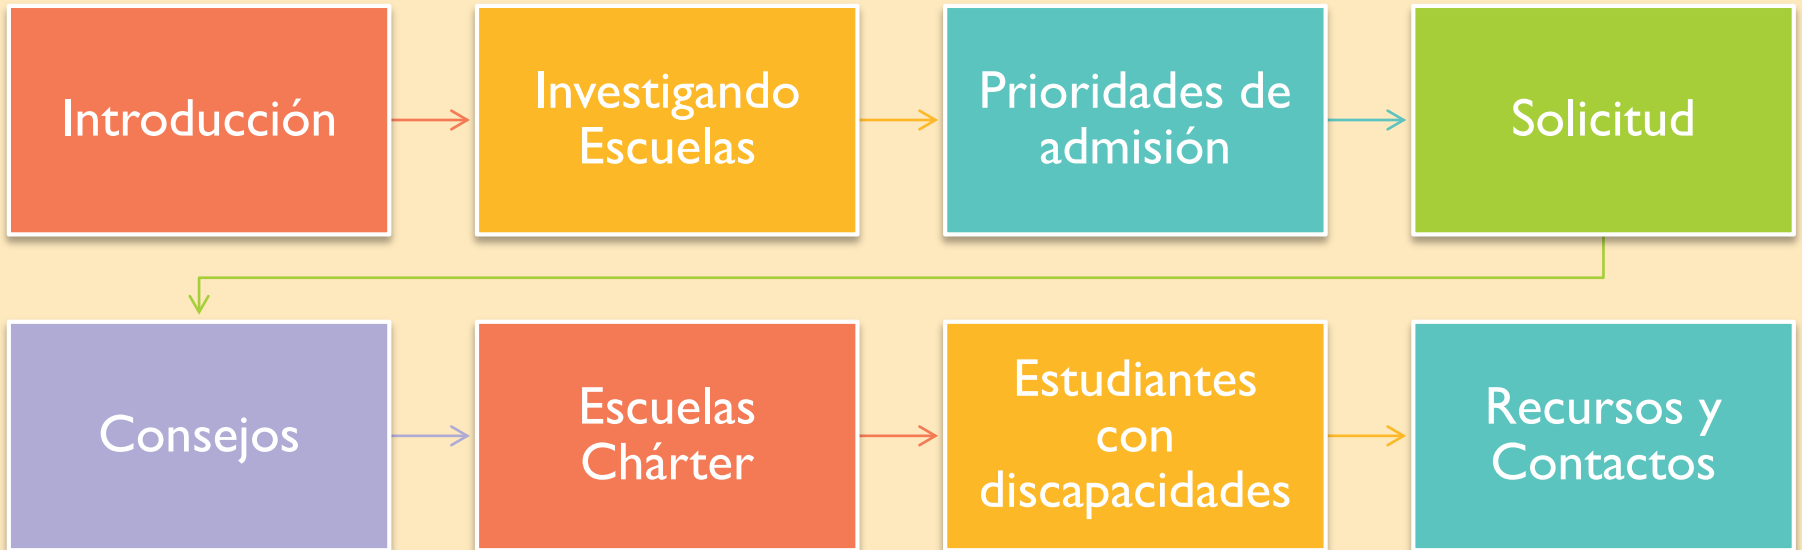 Introducción
Investigando
Escuelas
Prioridades de
admisión
Solicitud
Consejos
Escuelas
Chárter
Estudiantes
con
discapacidades
Recursos y
Contactos